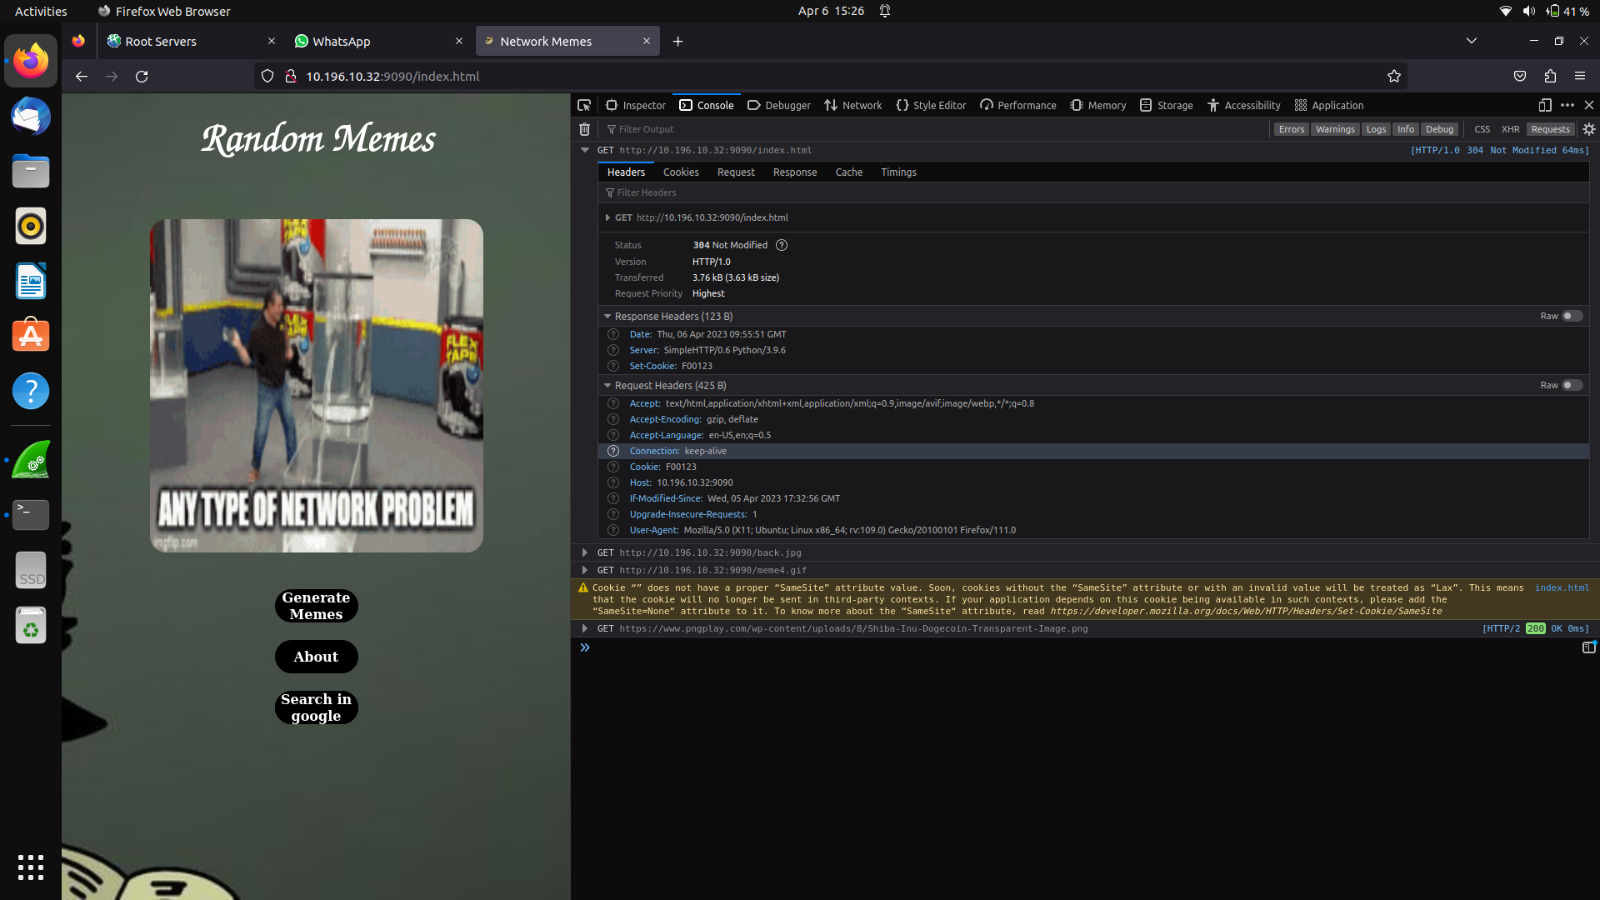 Activities
Firefox Web Browser
Apr 6 15:26
41 %
Root Servers
WhatsApp
Network Memes
10.196.10.32:9090/index.html
Random Memes
FLEX
TAPE
ANY TYPE OF NETWORK PROBLEM
imgflip.com
Generate
Memes
About
Search in
google
SSD
Inspector
Console
Debugger
Network
Style Editor
Performance
Memory
Storage
Accessibility
Application
Filter Output
Errors
Warnings
Logs
Info
Debug
CSS
XHR
Requests
GET http://10.196.10.32:9090/index.html
[HTTP/1.0 304 Not Modified 64ms]
Headers
Cookies
Request
Response
Cache
Timings
Filter Headers
GET http://10.196.10.32:9090/index.html
Status 304 Not Modified
Version HTTP/1.0
Transferred 3.76 kB (3.63 kB size)
Request Priority Highest
Response Headers (123 B)
Raw
Date: Thu, 06 Apr 2023 09:55:51 GMT
Server: SimpleHTTP/0.6 Python/3.9.6
Set-Cookie: F00123
Request Headers (425 B)
Raw
Accept: text/html,application/xhtml+xml,application/xml;q=0.9,image/avif,image/webp,*/*;q=0.8
Accept-Encoding: gzip, deflate
Accept-Language: en-US,en;q=0.5
Connection: keep-alive
Cookie: F00123
Host: 10.196.10.32:9090
If-Modified-Since: Wed, 05 Apr 2023 17:32:56 GMT
Upgrade-Insecure-Requests: 1
User-Agent: Mozilla/5.0 (X11; Ubuntu; Linux x86_64; rv:109.0) Gecko/20100101 Firefox/111.0
GET http://10.196.10.32:9090/back.jpg
GET http://10.196.10.32:9090/meme4.gif
Cookie “” does not have a proper “SameSite” attribute value. Soon, cookies without the “SameSite” attribute or with an invalid value will be treated as “Lax”. This means
index.html
that the cookie will no longer be sent in third-party contexts. If your application depends on this cookie being available in such contexts, please add the
“SameSite=None“ attribute to it. To know more about the “SameSite“ attribute, read https://developer.mozilla.org/docs/Web/HTTP/Headers/Set-Cookie/SameSite
GET https://www.pngplay.com/wp-content/uploads/8/Shiba-Inu-Dogecoin-Transparent-Image.png
[HTTP/2 200 OK 0ms]